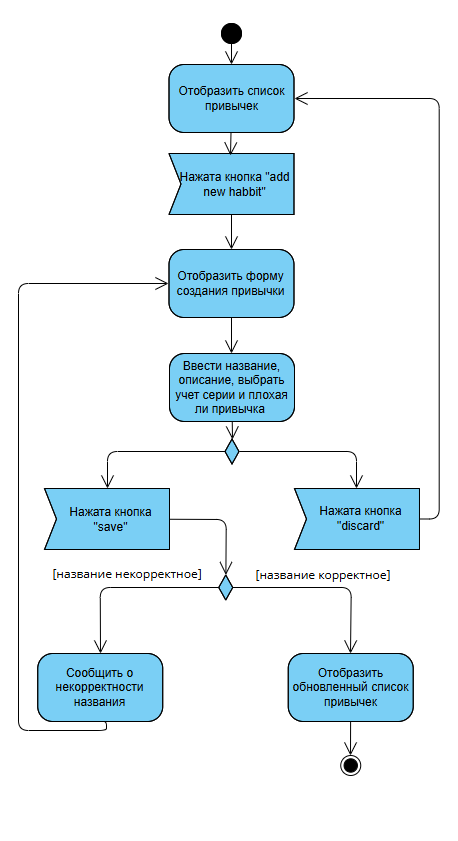 Отобразить список
привычек
Нажата кнопка "add
new habbit"
Отобразить форму
создания привычки
Ввести название,
описание, выбрать
учет серии и плохая
ли привычка
Нажата кнопка
"save"
Нажата кнопка
"discard"
[название некорректное]
[название корректное]
Сообщить о
некорректности
названия
Отобразить
обновленный список
привычек